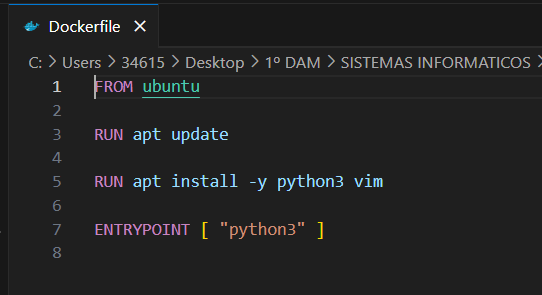 Dockerfile
C: > Users > 34615 > Desktop > 1º DAM > SISTEMAS INFORMATICOS >
1 FROM ubuntu
2
3 RUN apt update
4
5 RUN apt install -y python3 vim
6
7 ENTRYPOINT [ "python3" ]
8